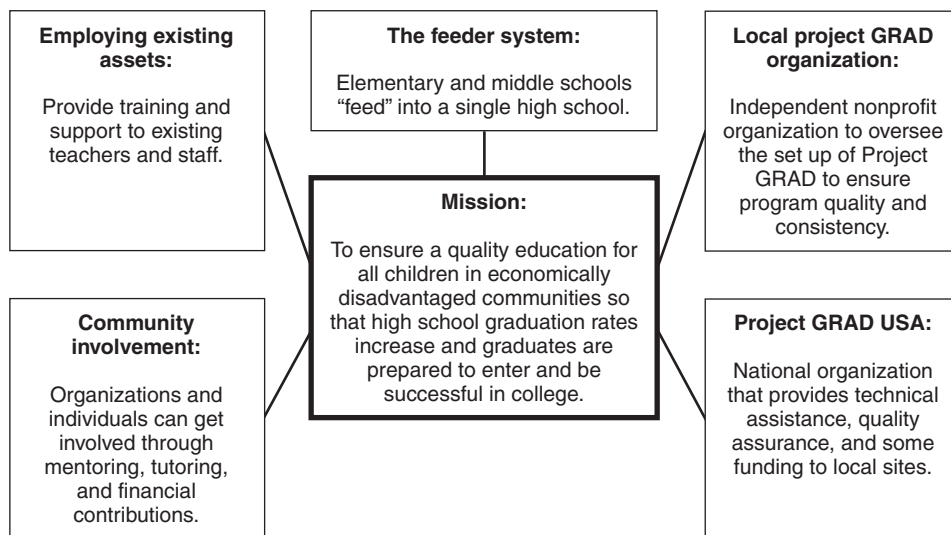 Employing existing
assets:
Provide training and
support to existing
teachers and staff.
The feeder system:
Elementary and middle schools
“feed” into a single high school.
Local project GRAD
organization:
Independent nonprofit
organization to oversee
the set up of Project
GRAD to ensure
program quality and
consistency.
Mission:
To ensure a quality education for
all children in economically
disadvantaged communities so
that high school graduation rates
increase and graduates are
prepared to enter and be
successful in college.
Community
involvement:
Organizations and
individuals can get
involved through
mentoring, tutoring,
and financial
contributions.
Project GRAD USA:
National organization
that provides technical
assistance, quality
assurance, and some
funding to local sites.